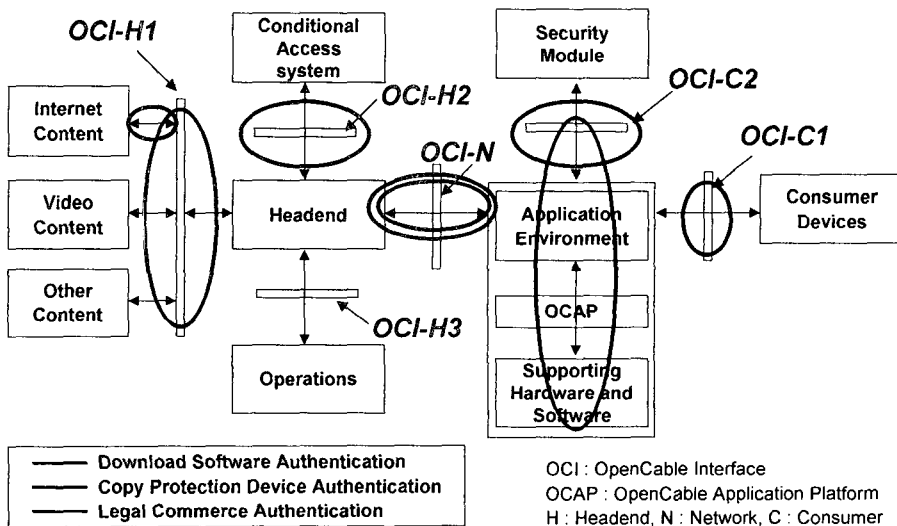 OCI-H1
Conditional
Access
system
Security
Module
OCI-C2
OCI-H2
Internet
Content
OCI-N
OCI-C1
Video
Content
Headend
Application
Environment
Consumer
Devices
Other
Content
OCI-H3
OCAP
Operations
Supporting
Hardware and
Software
Download Software Authentication
Copy Protection Device Authentication
Legal Commerce Authentication
OCI : OpenCable Interface
OCAP : OpenCable Application Platform
H : Headend, N : Network, C : Consumer